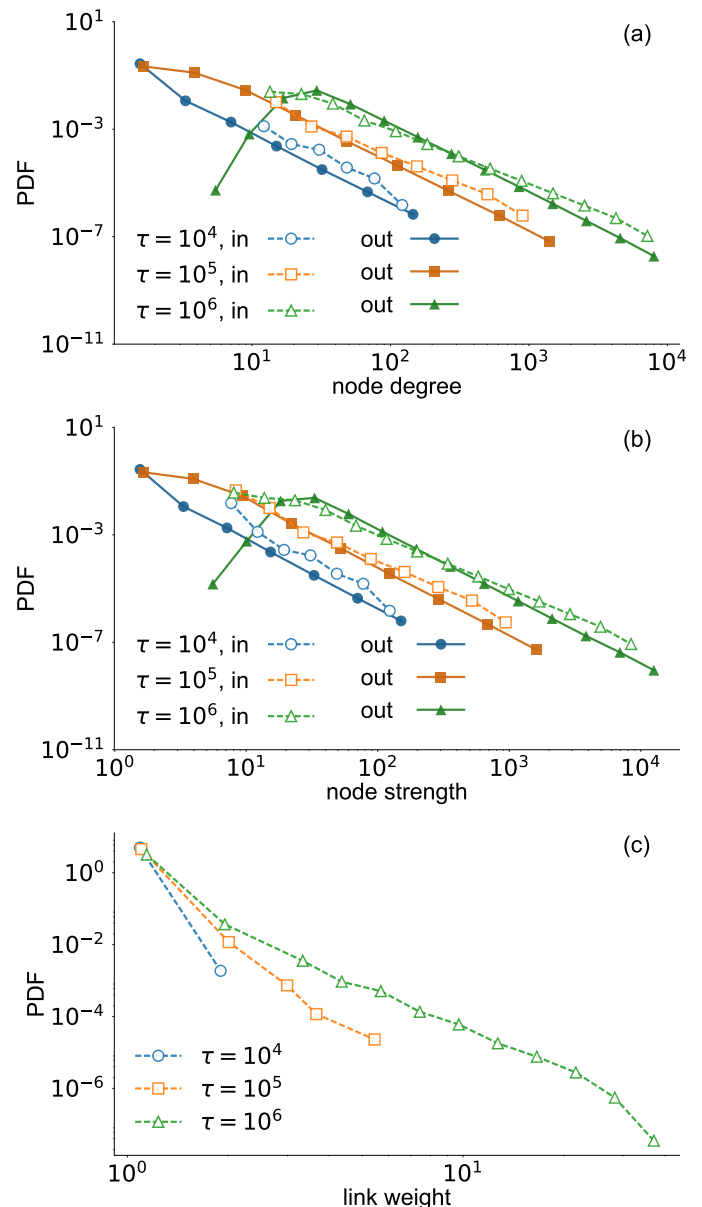 10^1
(a)
10^-3
PDF
10^-7
τ = 10^4, in out
τ = 10^5, in out
τ = 10^6, in out
10^-11
10^1 10^2 10^3 10^4
node degree
10^1
(b)
10^-3
PDF
10^-7
τ = 10^4, in out
τ = 10^5, in out
τ = 10^6, in out
10^-11
10^0 10^1 10^2 10^3 10^4
node strength
(c)
10^0
10^-2
PDF
10^-4
τ = 10^4
τ = 10^5
10^-6
τ = 10^6
10^0 10^1
link weight